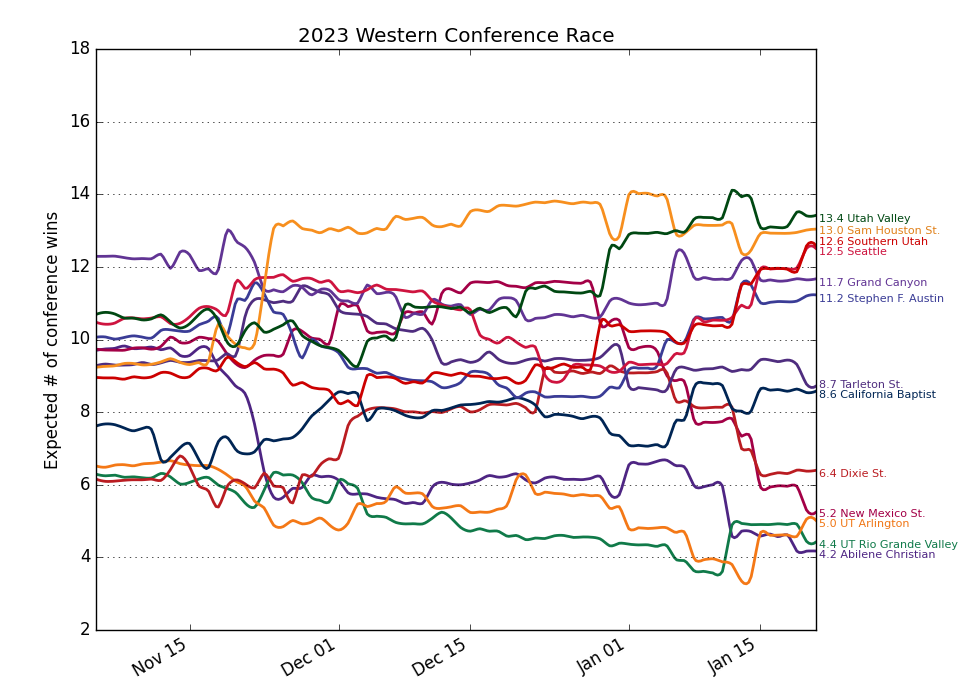 2023 Western Conference Race
Expected # of conference wins
18
16
14
12
10
8
6
4
2
Nov 15
Dec 01
Dec 15
Jan 01
Jan 15
13.4 Utah Valley
13.0 Sam Houston St.
12.6 Southern Utah
12.5 Seattle
11.7 Grand Canyon
11.2 Stephen F. Austin
8.7 Tarleton St.
8.6 California Baptist
6.4 Dixie St.
5.2 New Mexico St.
5.0 UT Arlington
4.4 UT Rio Grande Valley
4.2 Abilene Christian